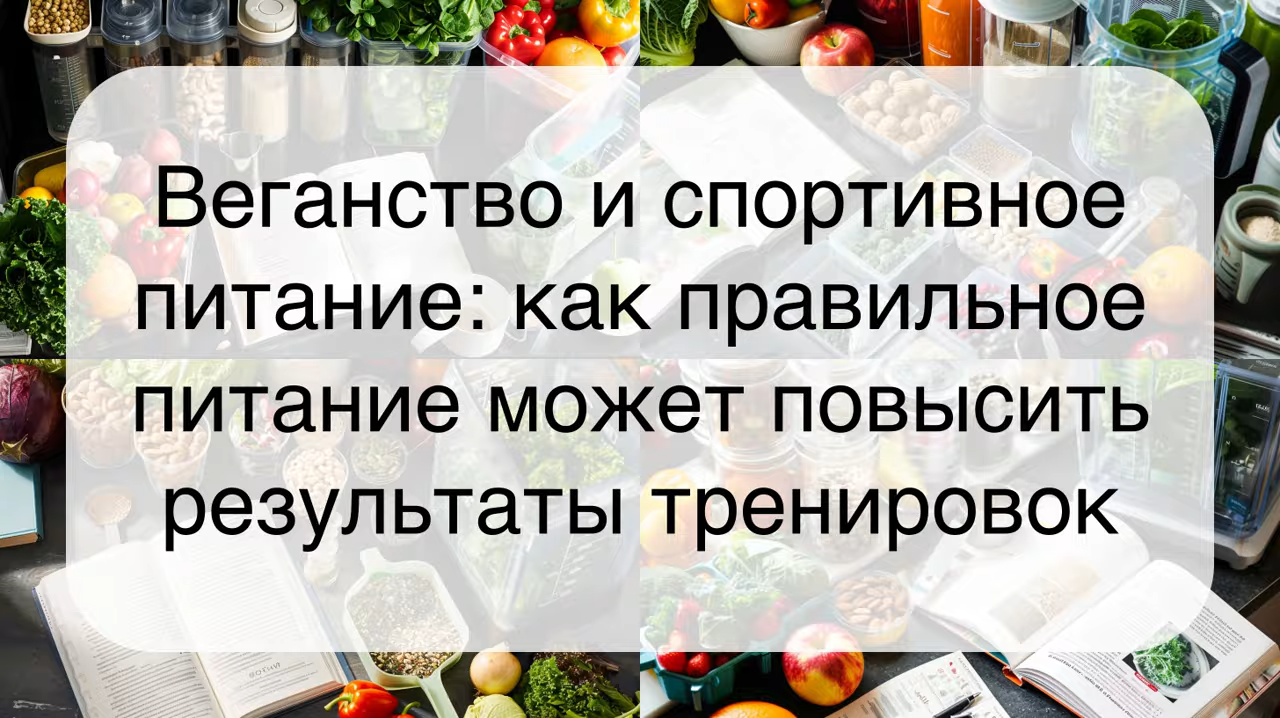 Веганство и спортивное
питание: как правильное
питание может повысить
результаты тренировок